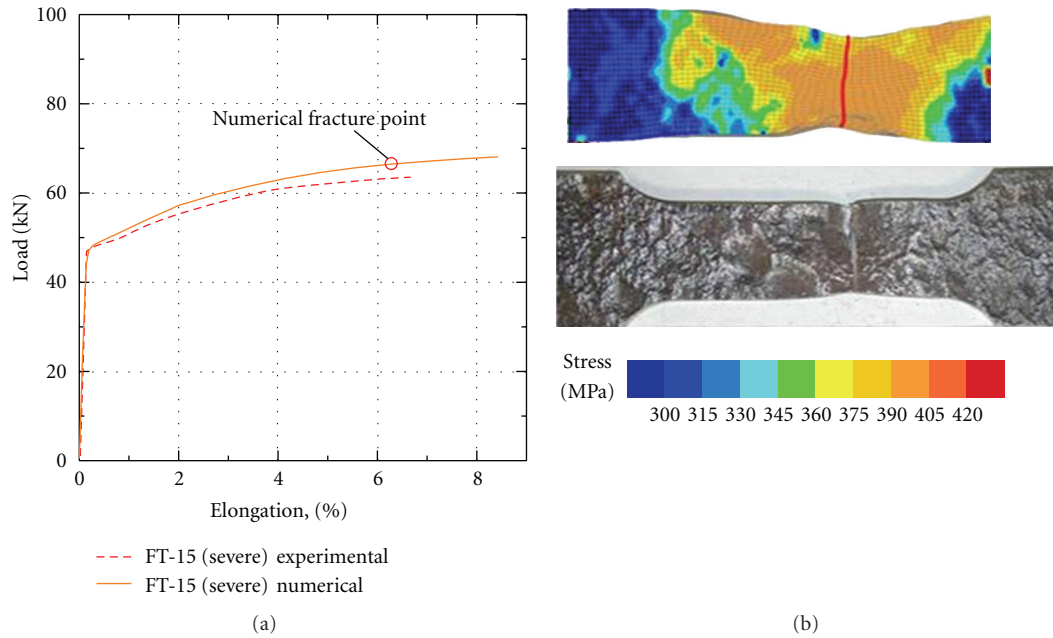 100
80
60
40
20
0
Load (kN)
Numerical fracture point
0 2 4 6 8
Elongation, (%)
FT-15 (severe) experimental
FT-15 (severe) numerical
(a)
Stress
(MPa)
300 315 330 345 360 375 390 405 420
(b)